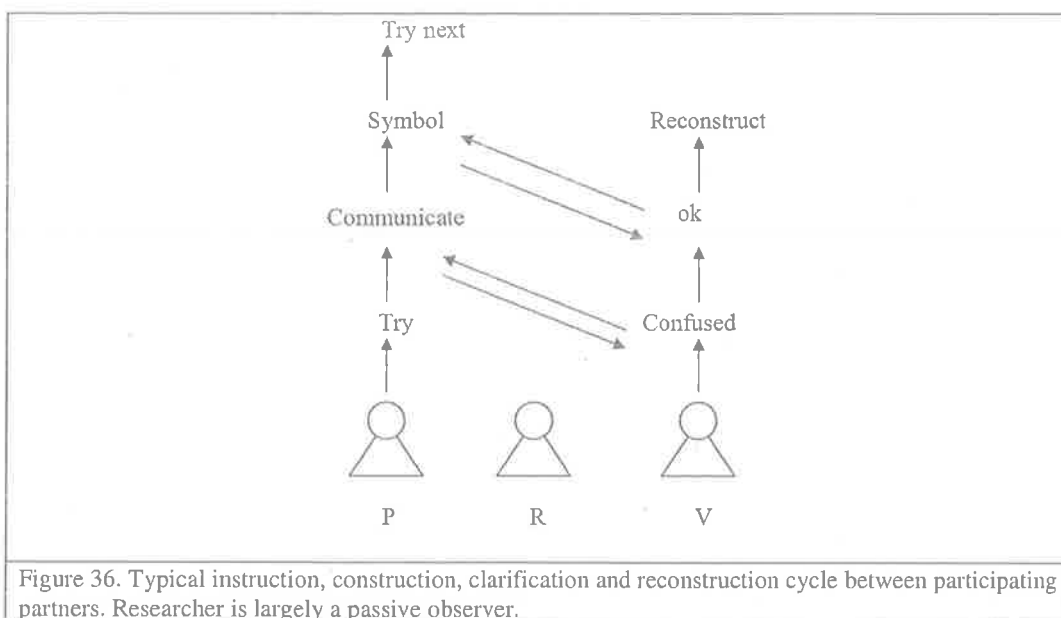 Try next
Symbol Reconstruct
Communicate ok
Try Confused
P R V
Figure 36. Typical instruction, construction, clarification and reconstruction cycle between participating
partners. Researcher is largely a passive observer.